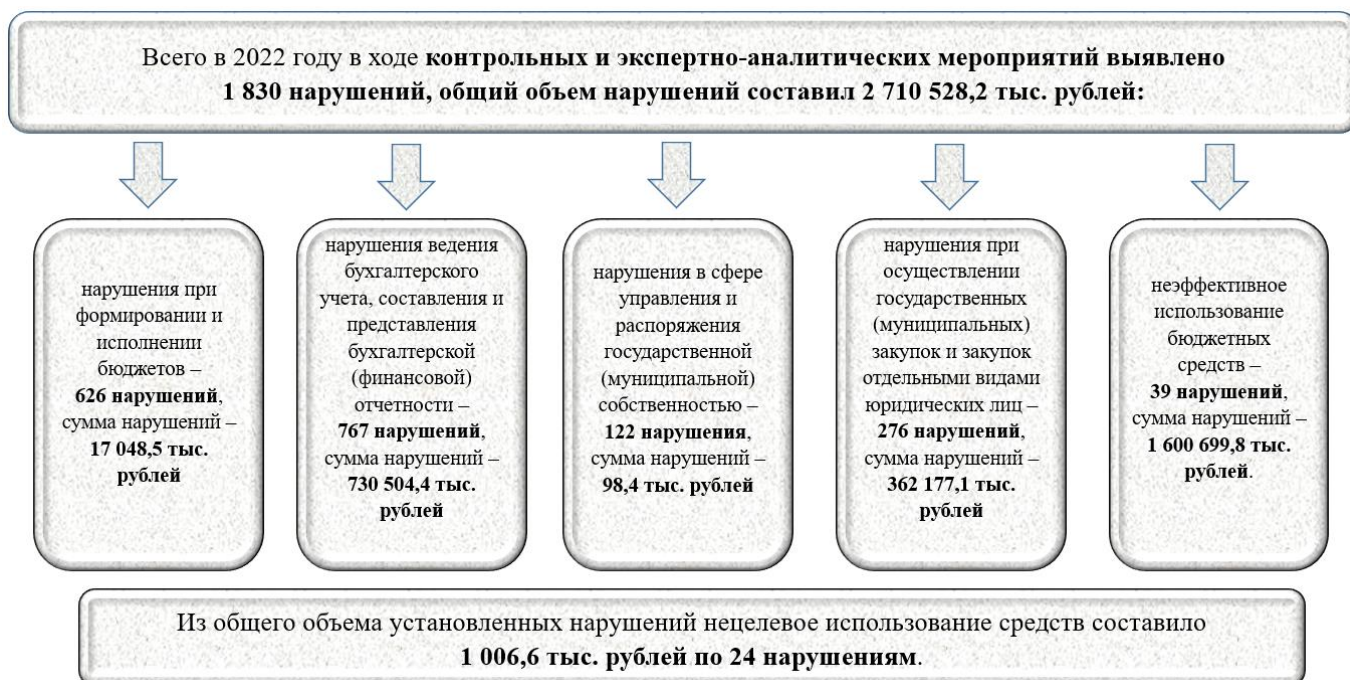 Всего в 2022 году в ходе контрольных и экспертно-аналитических мероприятий выявлено
1 830 нарушений, общий объем нарушений составил 2 710 528,2 тыс. рублей:
нарушения при
формировании и
исполнении
бюджетов –
626 нарушений,
сумма нарушений –
17 048,5 тыс.
рублей
нарушения ведения
бухгалтерского
учета, составления и
представления
бухгалтерской
(финансовой)
отчетности –
767 нарушений,
сумма нарушений –
730 504,4 тыс.
рублей
нарушения в сфере
управления и
распоряжения
государственной
(муниципальной)
собственностью –
122 нарушения,
сумма нарушений –
98,4 тыс. рублей
нарушения при
осуществлении
государственных
(муниципальных)
закупок и закупок
отдельными видами
юридических лиц –
276 нарушений,
сумма нарушений –
362 177,1 тыс.
рублей
неэффективное
использование
бюджетных
средств –
39 нарушений,
сумма нарушений –
1 600 699,8 тыс.
рублей.
Из общего объема установленных нарушений нецелевое использование средств составило
1 006,6 тыс. рублей по 24 нарушениям.